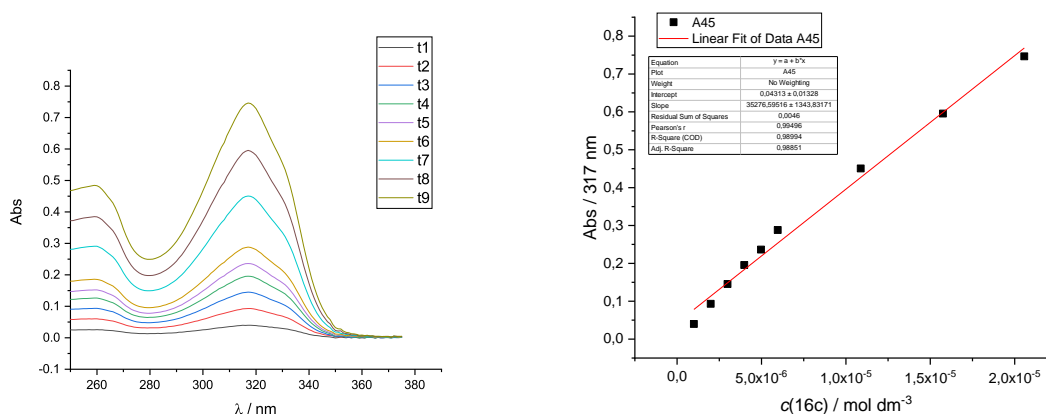 t1
t2
t3
t4
t5
t6
t7
t8
t9
0.8
0.7
0.6
0.5
0.4
0.3
0.2
0.1
0.0
-0.1
Abs
260 280 300 320 340 360 380
λ / nm
A45
Linear Fit of Data A45
Equation y = a + b*x
Plot A45
Weight No Weighting
Intercept 0,04313 ± 0,01328
Slope 35276,59516 ± 1343,83171
Residual Sum of Squares 0,0046
Pearson's r 0,99496
R-Square (COD) 0,98994
Adj. R-Square 0,98851
0,8
0,7
0,6
0,5
0,4
0,3
0,2
0,1
0,0
Abs / 317 nm
0,0 5,0x10⁻⁶ 1,0x10⁻⁵ 1,5x10⁻⁵ 2,0x10⁻⁵
c(16c) / mol dm⁻³